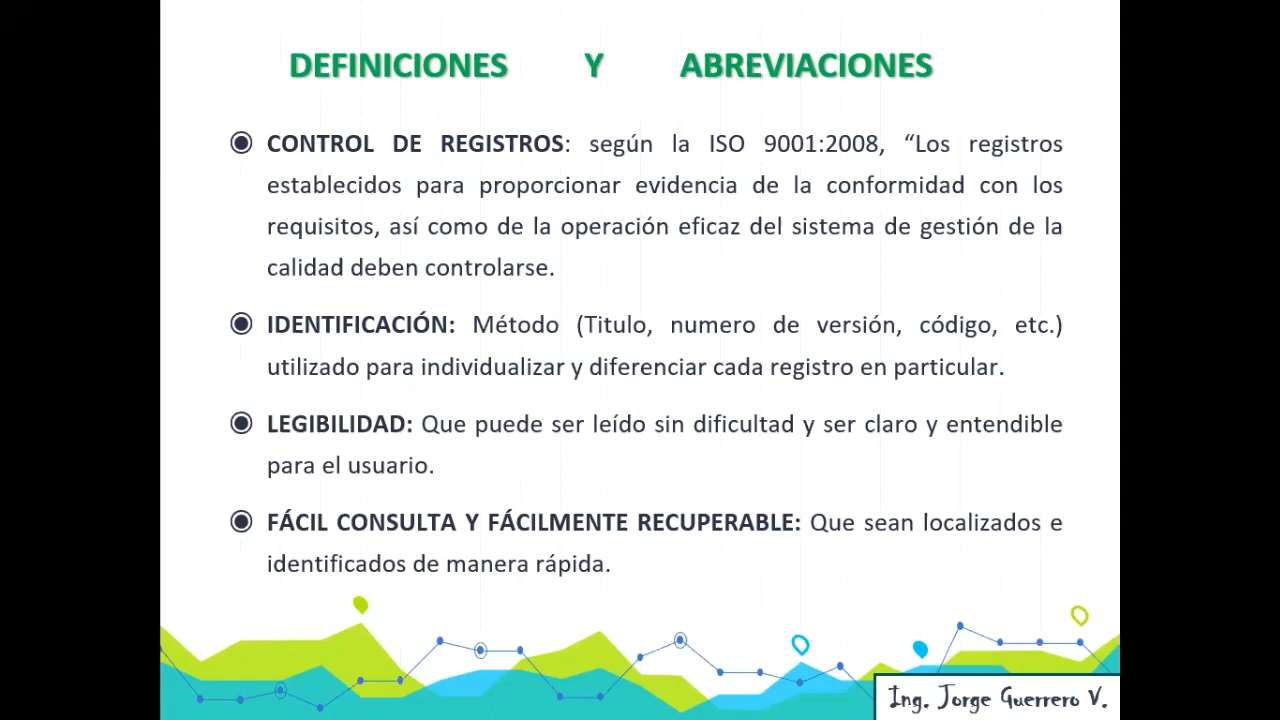 DEFINICIONES Y ABREVIACIONES
CONTROL DE REGISTROS: según la ISO 9001:2008, “Los registros
establecidos para proporcionar evidencia de la conformidad con los
requisitos, así como de la operación eficaz del sistema de gestión de la
calidad deben controlarse.
IDENTIFICACIÓN: Método (Titulo, numero de versión, código, etc.)
utilizado para individualizar y diferenciar cada registro en particular.
LEGIBILIDAD: Que puede ser leído sin dificultad y ser claro y entendible
para el usuario.
FÁCIL CONSULTA Y FÁCILMENTE RECUPERABLE: Que sean localizados e
identificados de manera rápida.
Ing. Jorge Guerrero V.